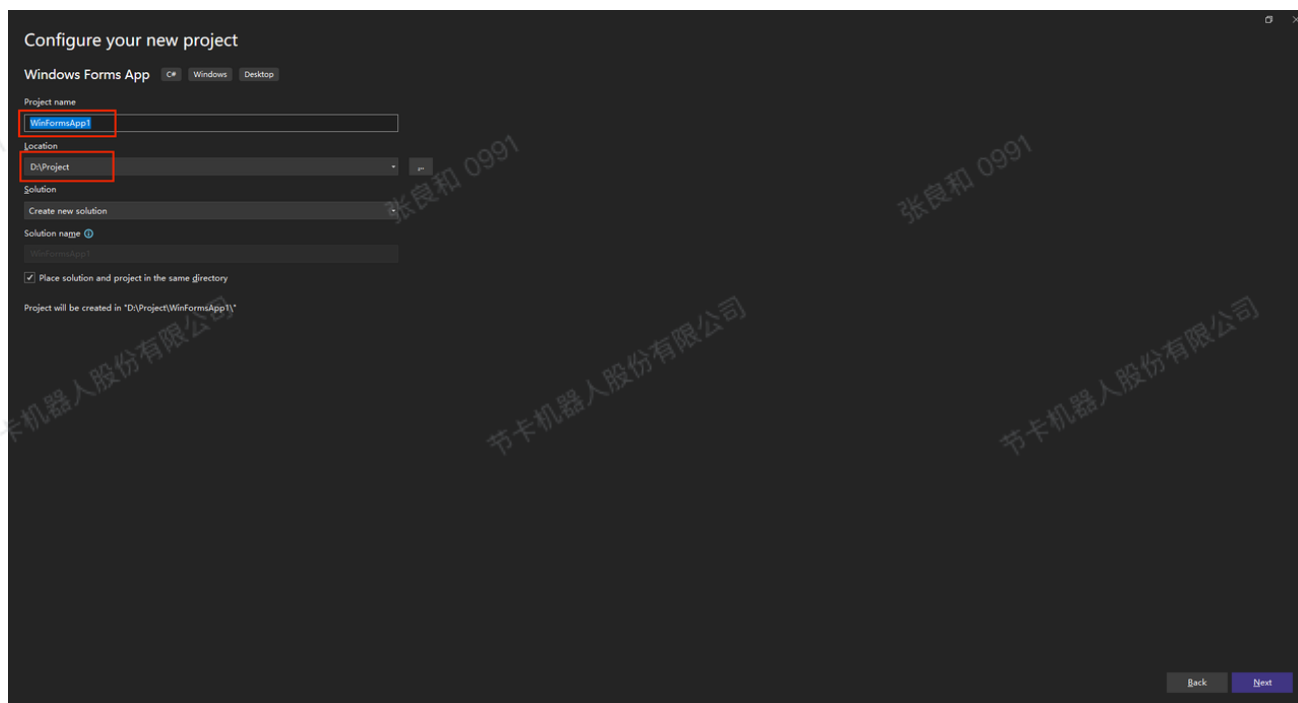 Configure your new project
Windows Forms App C# Windows Desktop
Project name
WinFormsApp1
Location
D:\Project
...
Solution
Create new solution
Solution name
WinFormsApp1
Place solution and project in the same directory
Project will be created in "D:\Project\WinFormsApp1\"
张良和 0991
张良和 0991
卡机器人股份有限公司
节卡机器人股份有限公司
节卡机器人股份有限公司
Back Next